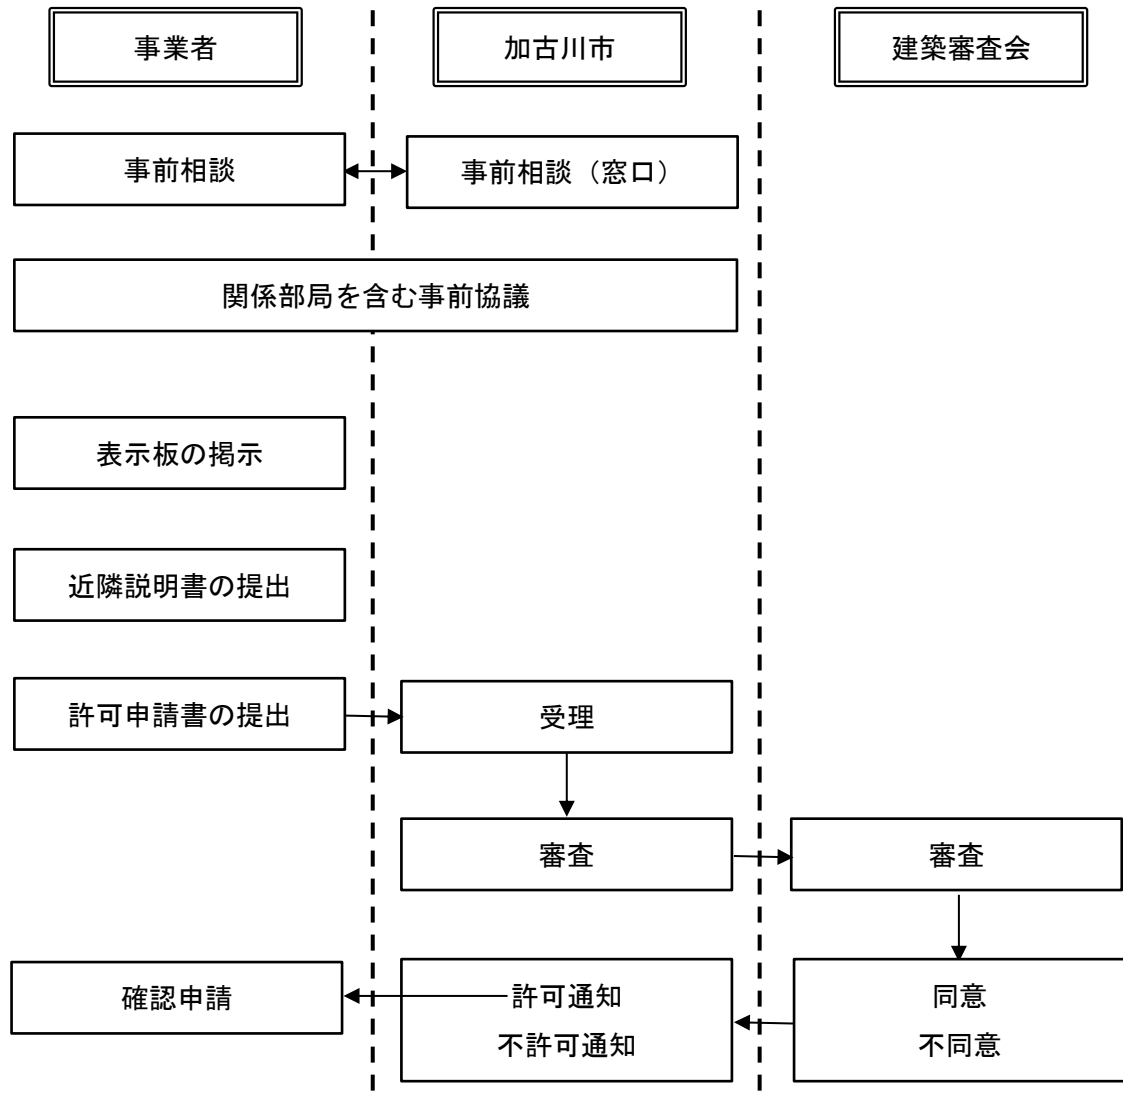 事業者
加古川市
建築審査会
事前相談
事前相談（窓口）
関係部局を含む事前協議
表示板の掲示
近隣説明書の提出
許可申請書の提出
受理
審査
審査
確認申請
許可通知
不許可通知
同意
不同意